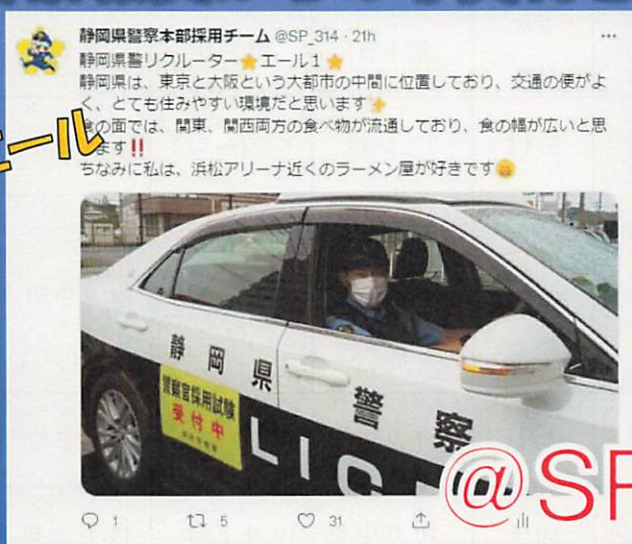 静岡県警察本部採用チーム @SP_314・21h
静岡県警リクルーター⭐エール1⭐
静岡県は、東京と大阪という大都市の中間に位置しており、交通の便がよ
く、とても住みやすい環境だと思います✨
食の面では、関東、関西両方の食べ物が流通しており、食の幅が広いと思
ます‼
ちなみに私は、浜松アリーナ近くのラーメン屋が好きです😄
エール
静岡県警察
警察官採用試験
受付中
LIC
@SP
1 5 31